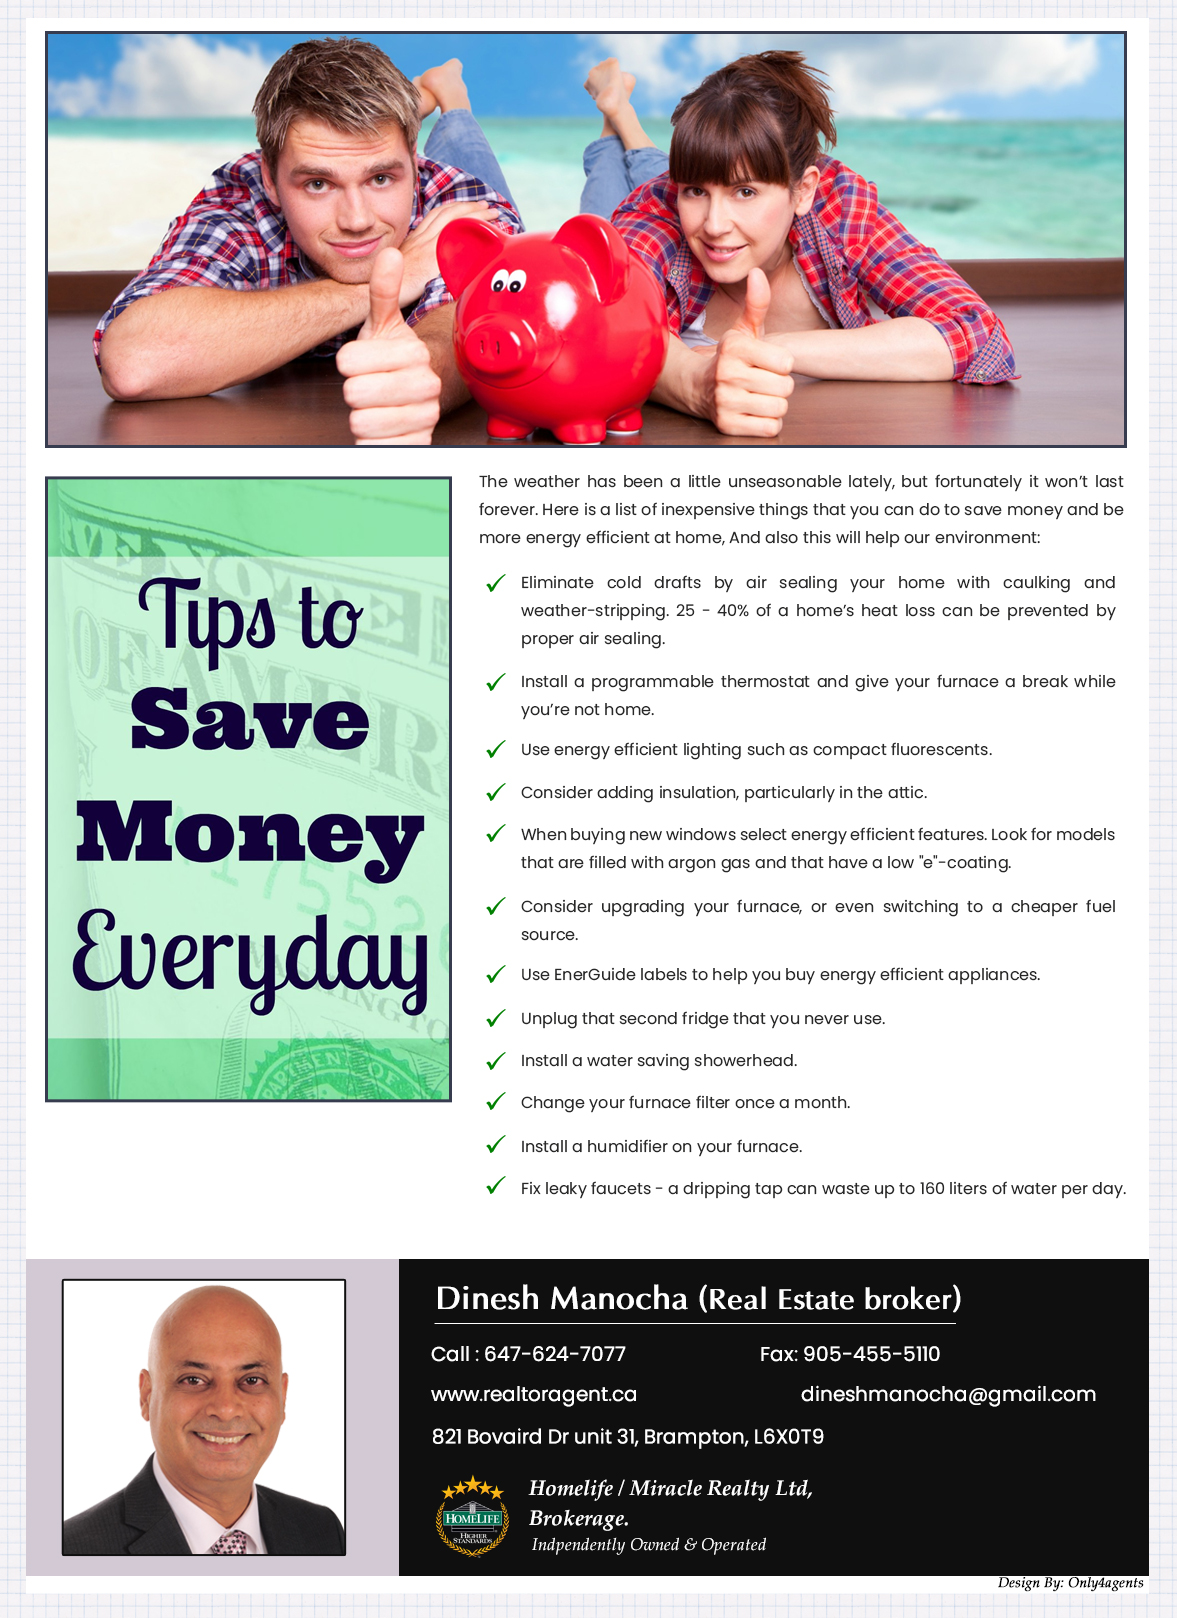 The weather has been a little unseasonable lately, but fortunately it won’t last
forever. Here is a list of inexpensive things that you can do to save money and be
more energy efficient at home, And also this will help our environment:
Tips to
Save
Money
Everyday
Eliminate cold drafts by air sealing your home with caulking and
weather-stripping. 25 - 40% of a home’s heat loss can be prevented by
proper air sealing.
Install a programmable thermostat and give your furnace a break while
you’re not home.
Use energy efficient lighting such as compact fluorescents.
Consider adding insulation, particularly in the attic.
When buying new windows select energy efficient features. Look for models
that are filled with argon gas and that have a low "e"-coating.
Consider upgrading your furnace, or even switching to a cheaper fuel
source.
Use EnerGuide labels to help you buy energy efficient appliances.
Unplug that second fridge that you never use.
Install a water saving showerhead.
Change your furnace filter once a month.
Install a humidifier on your furnace.
Fix leaky faucets - a dripping tap can waste up to 160 liters of water per day.
Dinesh Manocha (Real Estate broker)
Call : 647-624-7077 Fax: 905-455-5110
www.realtoragent.ca dineshmanocha@gmail.com
821 Bovaird Dr unit 31, Brampton, L6X0T9
HOMELIFE
HIGHER
STANDARDS
Homelife / Miracle Realty Ltd,
Brokerage.
Indpendently Owned & Operated
Design By: Only4agents